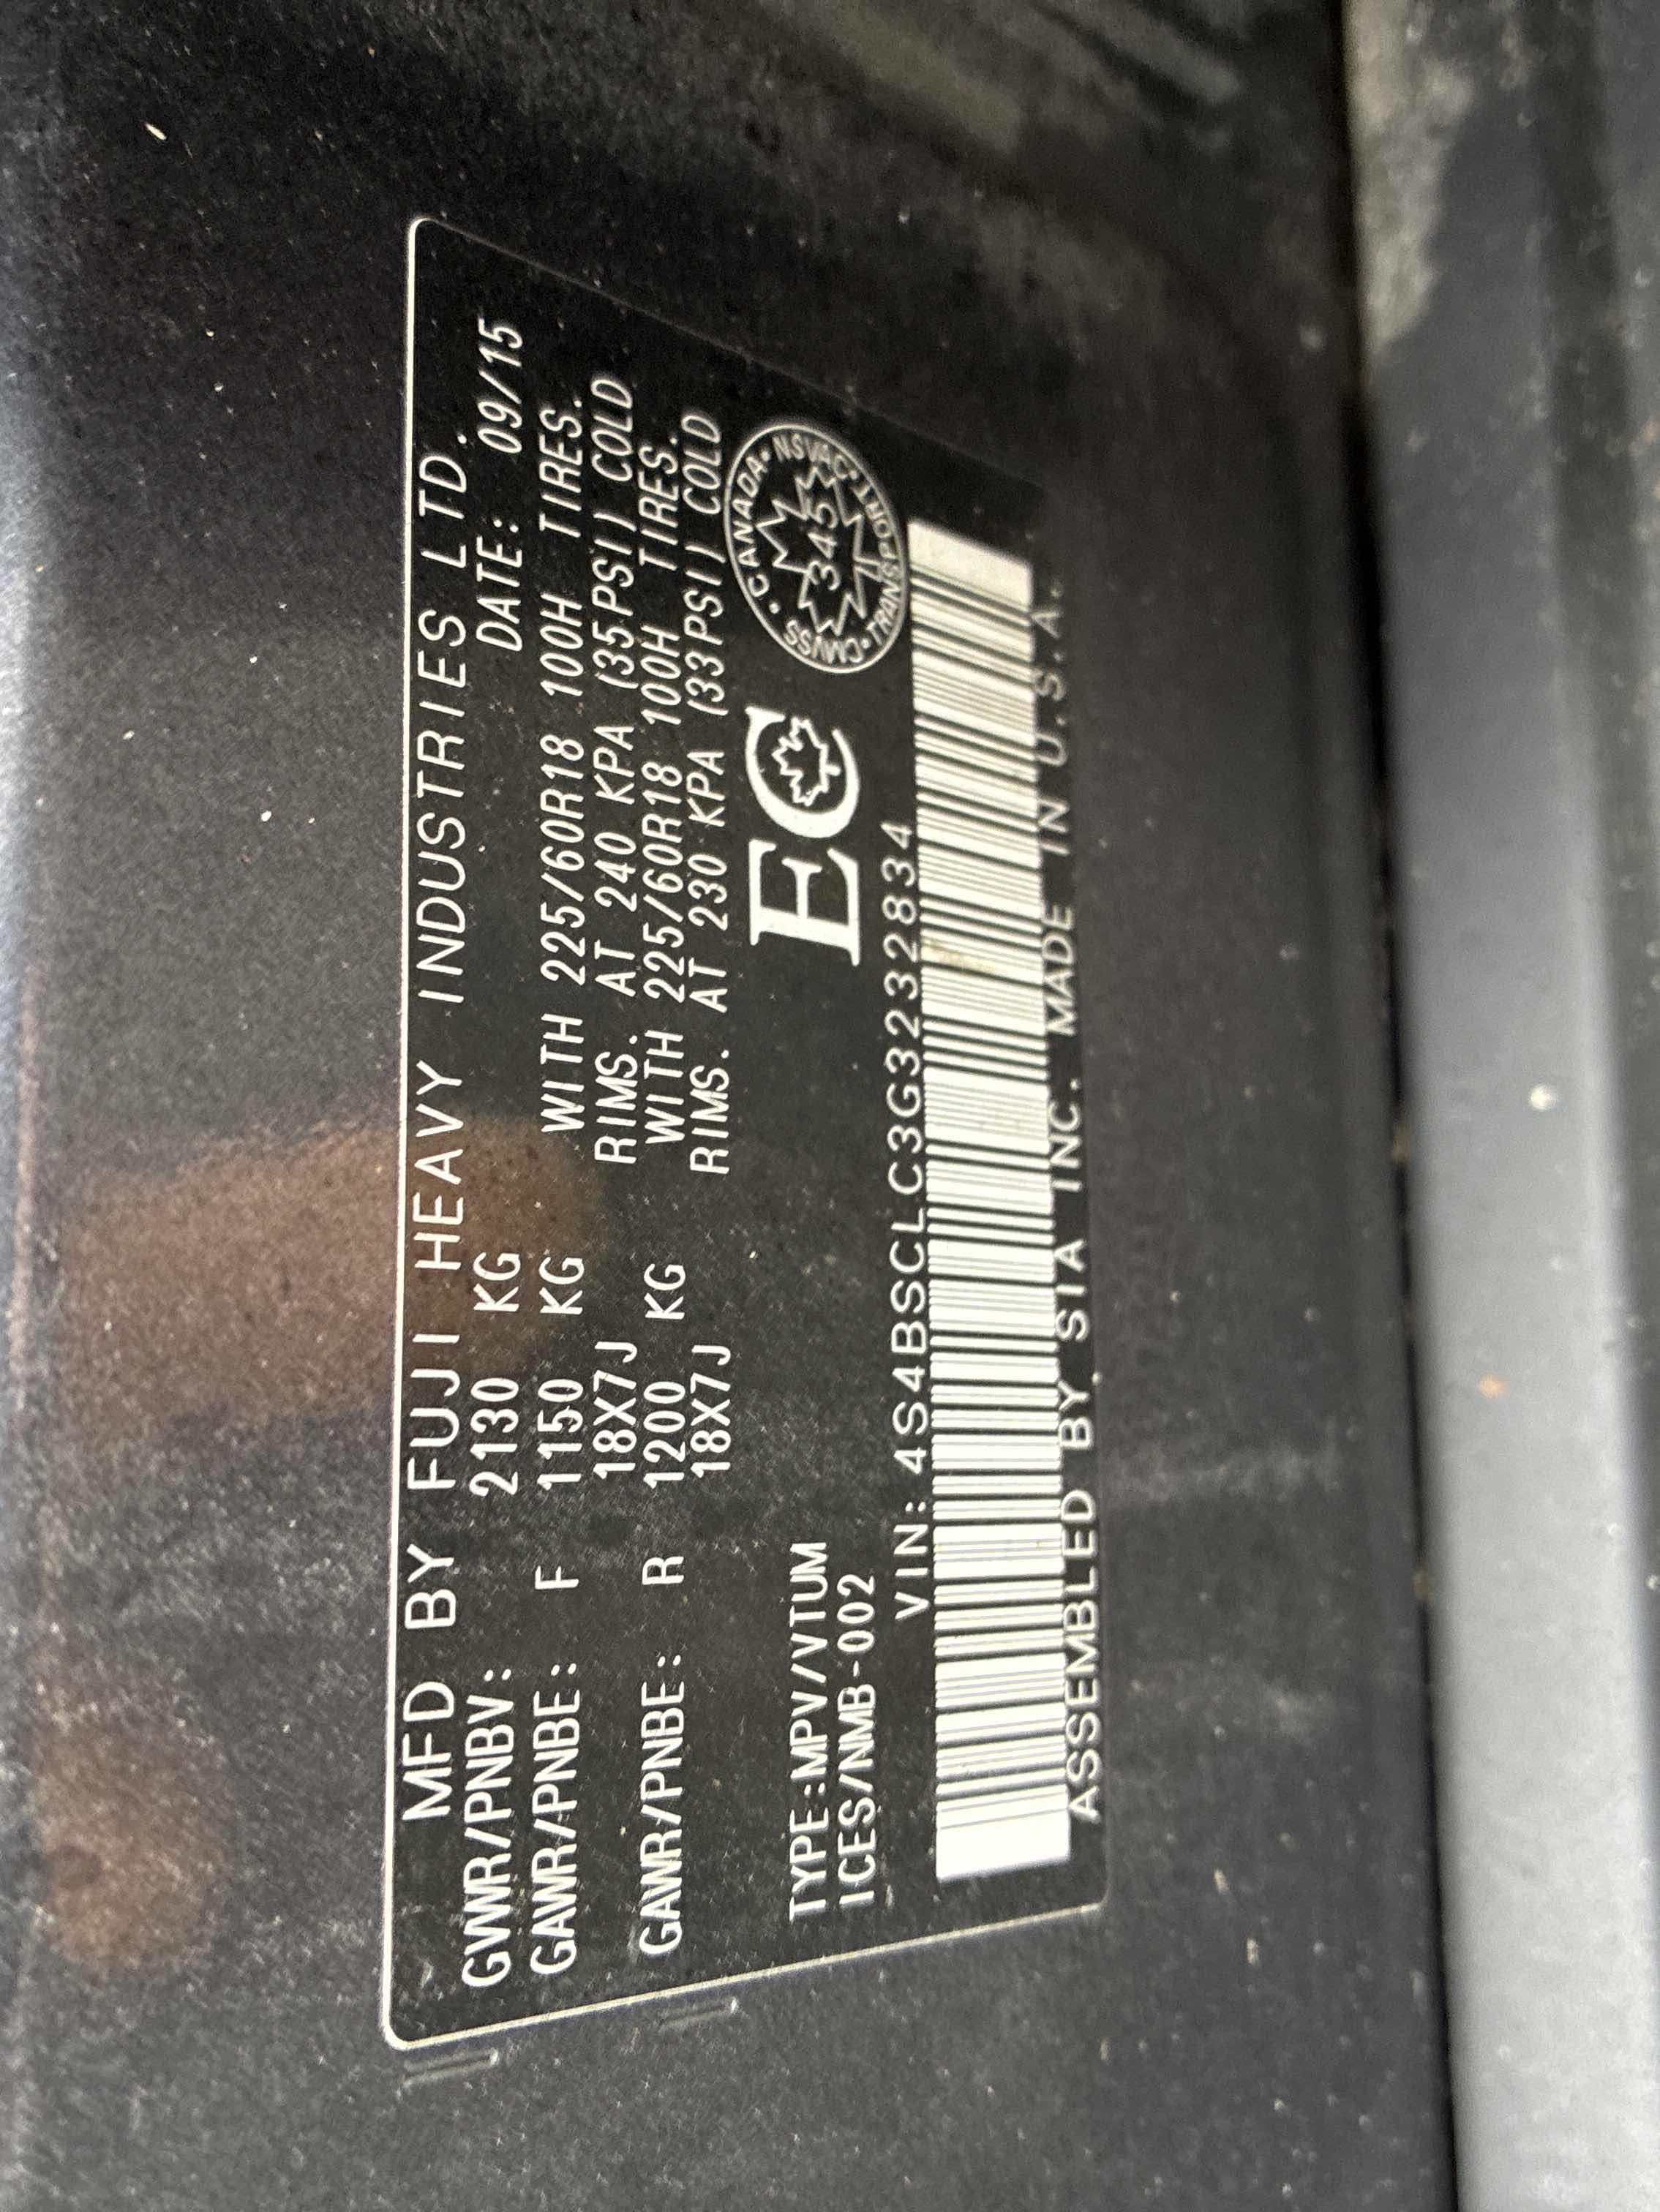 MFD BY FUJI HEAVY INDUSTRIES LTD.
GVWR/PNBV: 2130 KG DATE: 09/15
GAWR/PNBE: F 1150 KG WITH 225/60R18 100H TIRES.
18X7J RIMS. AT 240 KPA (35PSI) COLD
GAWR/PNBE: R 1200 KG WITH 225/60R18 100H TIRES.
18X7J RIMS. AT 230 KPA (33PSI) COLD
EC
·CANADA·
NSVAC·
TRANSPORT·
CMVSS
345
TYPE:MPV/VTUM
ICES/NMB-002
VIN: 4S4BSCLC3G3232834
ASSEMBLED BY SIA INC. MADE IN U.S.A.